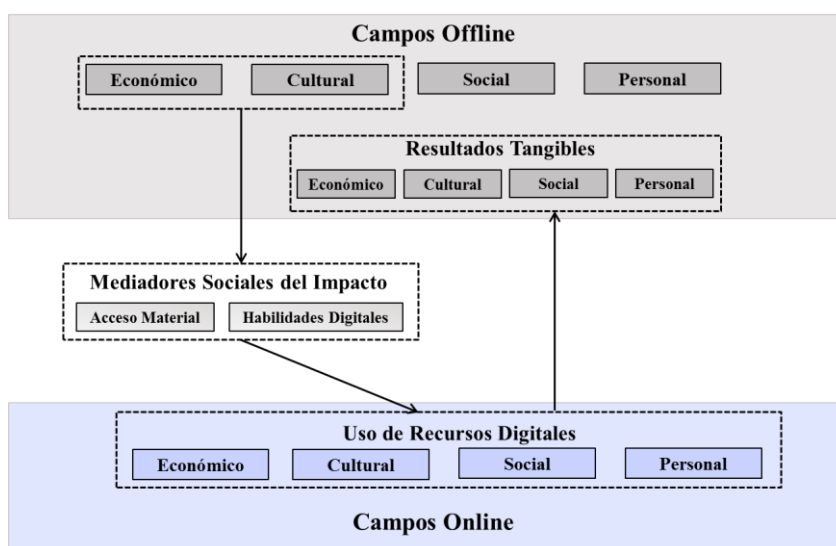 Campos Offline
Económico
Cultural
Social
Personal
Resultados Tangibles
Económico
Cultural
Social
Personal
Mediadores Sociales del Impacto
Acceso Material
Habilidades Digitales
Uso de Recursos Digitales
Económico
Cultural
Social
Personal
Campos Online